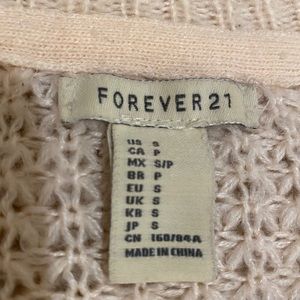 FOREVER 21
US S
CA P
MX S/P
BR P
EU S
UK S
KR S
JP S
CN 160/84A
MADE IN CHINA